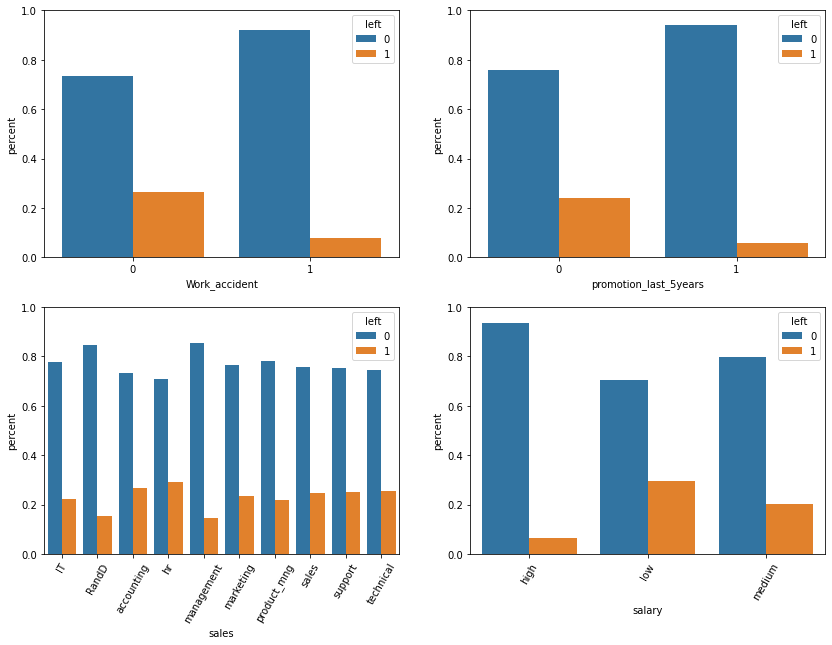 1.0
0.8
0.6
0.4
0.2
0.0
percent
left
0
1
0
1
Work_accident
1.0
0.8
0.6
0.4
0.2
0.0
percent
left
0
1
0
1
promotion_last_5years
1.0
0.8
0.6
0.4
0.2
0.0
percent
left
0
1
IT
RandD
accounting
hr
management
marketing
product_mng
sales
support
technical
sales
1.0
0.8
0.6
0.4
0.2
0.0
percent
left
0
1
high
low
medium
salary